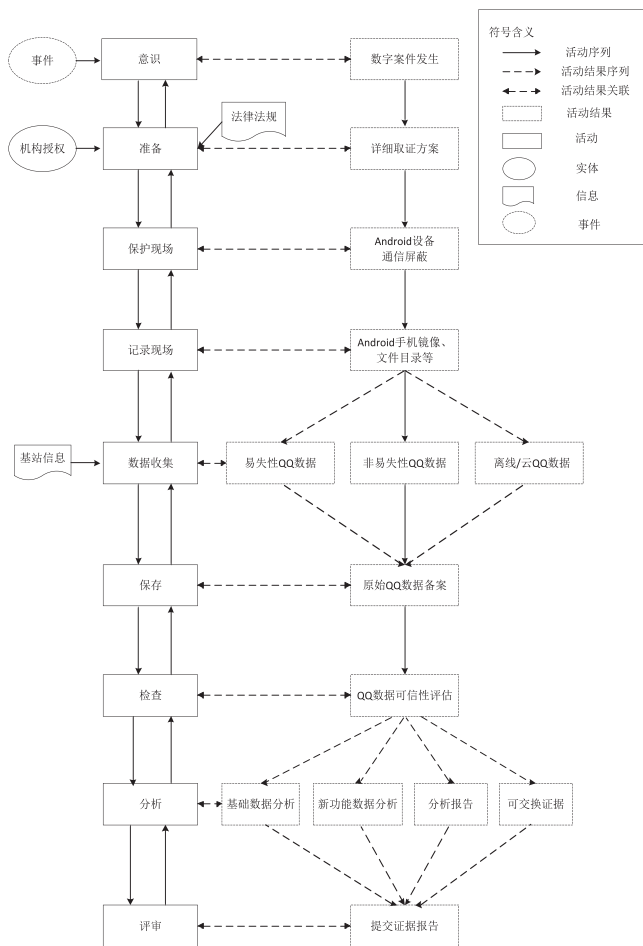 符号含义
活动序列
活动结果序列
活动结果关联
活动结果
活动
实体
信息
事件
事件
意识
数字案件发生
法律法规
机构授权
准备
详细取证方案
保护现场
Android设备
通信屏蔽
记录现场
Android手机镜像、
文件目录等
基站信息
数据收集
易失性QQ数据
非易失性QQ数据
离线/云QQ数据
保存
原始QQ数据备案
检查
QQ数据可信性评估
分析
基础数据分析
新功能数据分析
分析报告
可交换证据
评审
提交证据报告